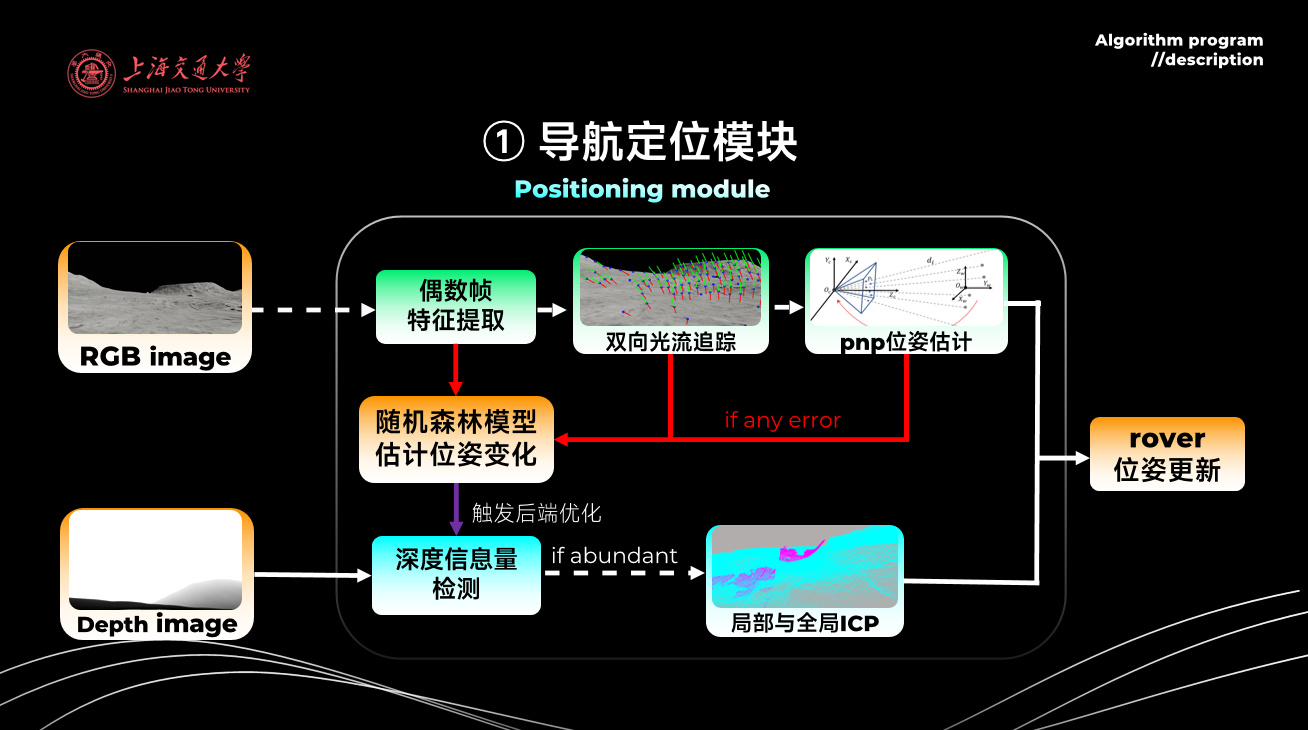 Algorithm program
//description
上海交通大学
SHANGHAI JIAO TONG UNIVERSITY
① 导航定位模块
Positioning module
RGB image
偶数帧
特征提取
双向光流追踪
pnp位姿估计
随机森林模型
估计位姿变化
if any error
rover
位姿更新
触发后端优化
Depth image
深度信息量
检测
if abundant
局部与全局ICP